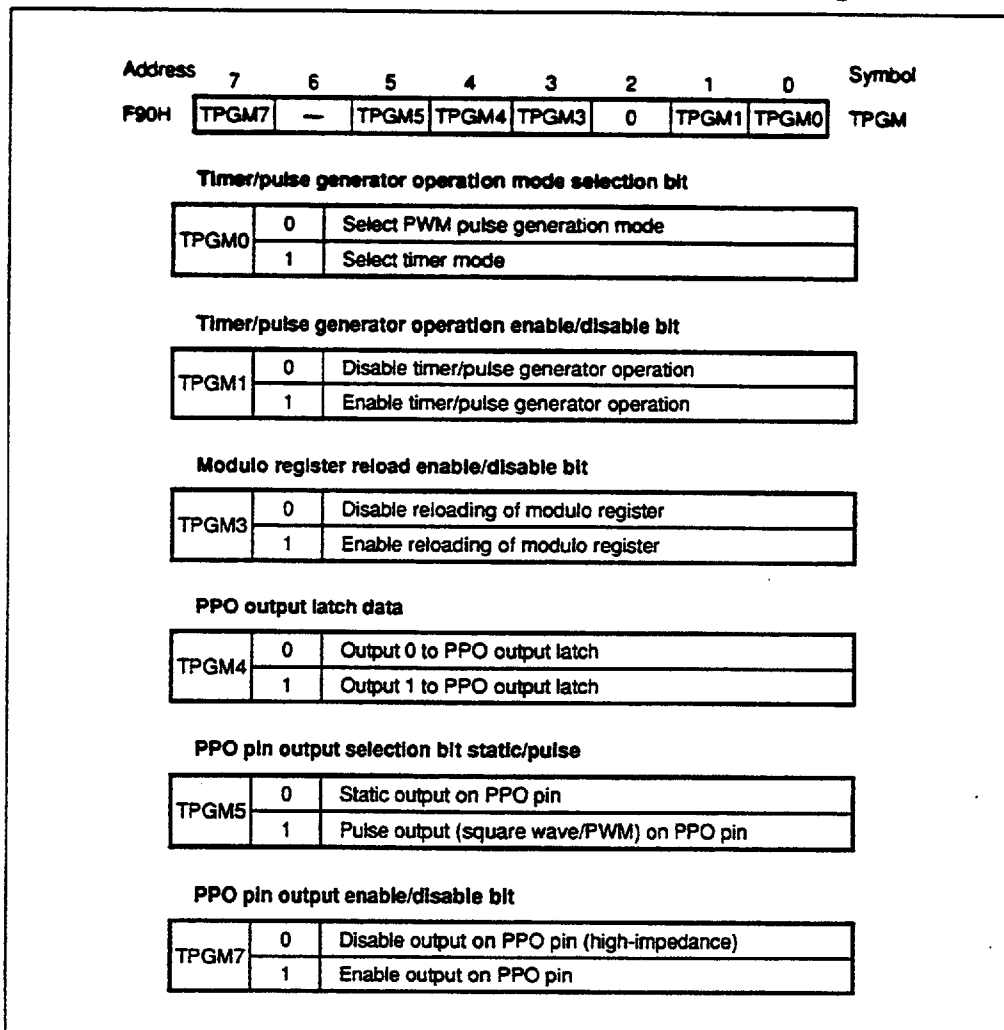 Address 7 6 5 4 3 2 1 0 Symbol
F90H TPGM7 — TPGM5 TPGM4 TPGM3 0 TPGM1 TPGM0 TPGM
Timer/pulse generator operation mode selection bit
TPGM0 0 Select PWM pulse generation mode
1 Select timer mode
Timer/pulse generator operation enable/disable bit
TPGM1 0 Disable timer/pulse generator operation
1 Enable timer/pulse generator operation
Modulo register reload enable/disable bit
TPGM3 0 Disable reloading of modulo register
1 Enable reloading of modulo register
PPO output latch data
TPGM4 0 Output 0 to PPO output latch
1 Output 1 to PPO output latch
PPO pin output selection bit static/pulse
TPGM5 0 Static output on PPO pin
1 Pulse output (square wave/PWM) on PPO pin
PPO pin output enable/disable bit
TPGM7 0 Disable output on PPO pin (high-impedance)
1 Enable output on PPO pin